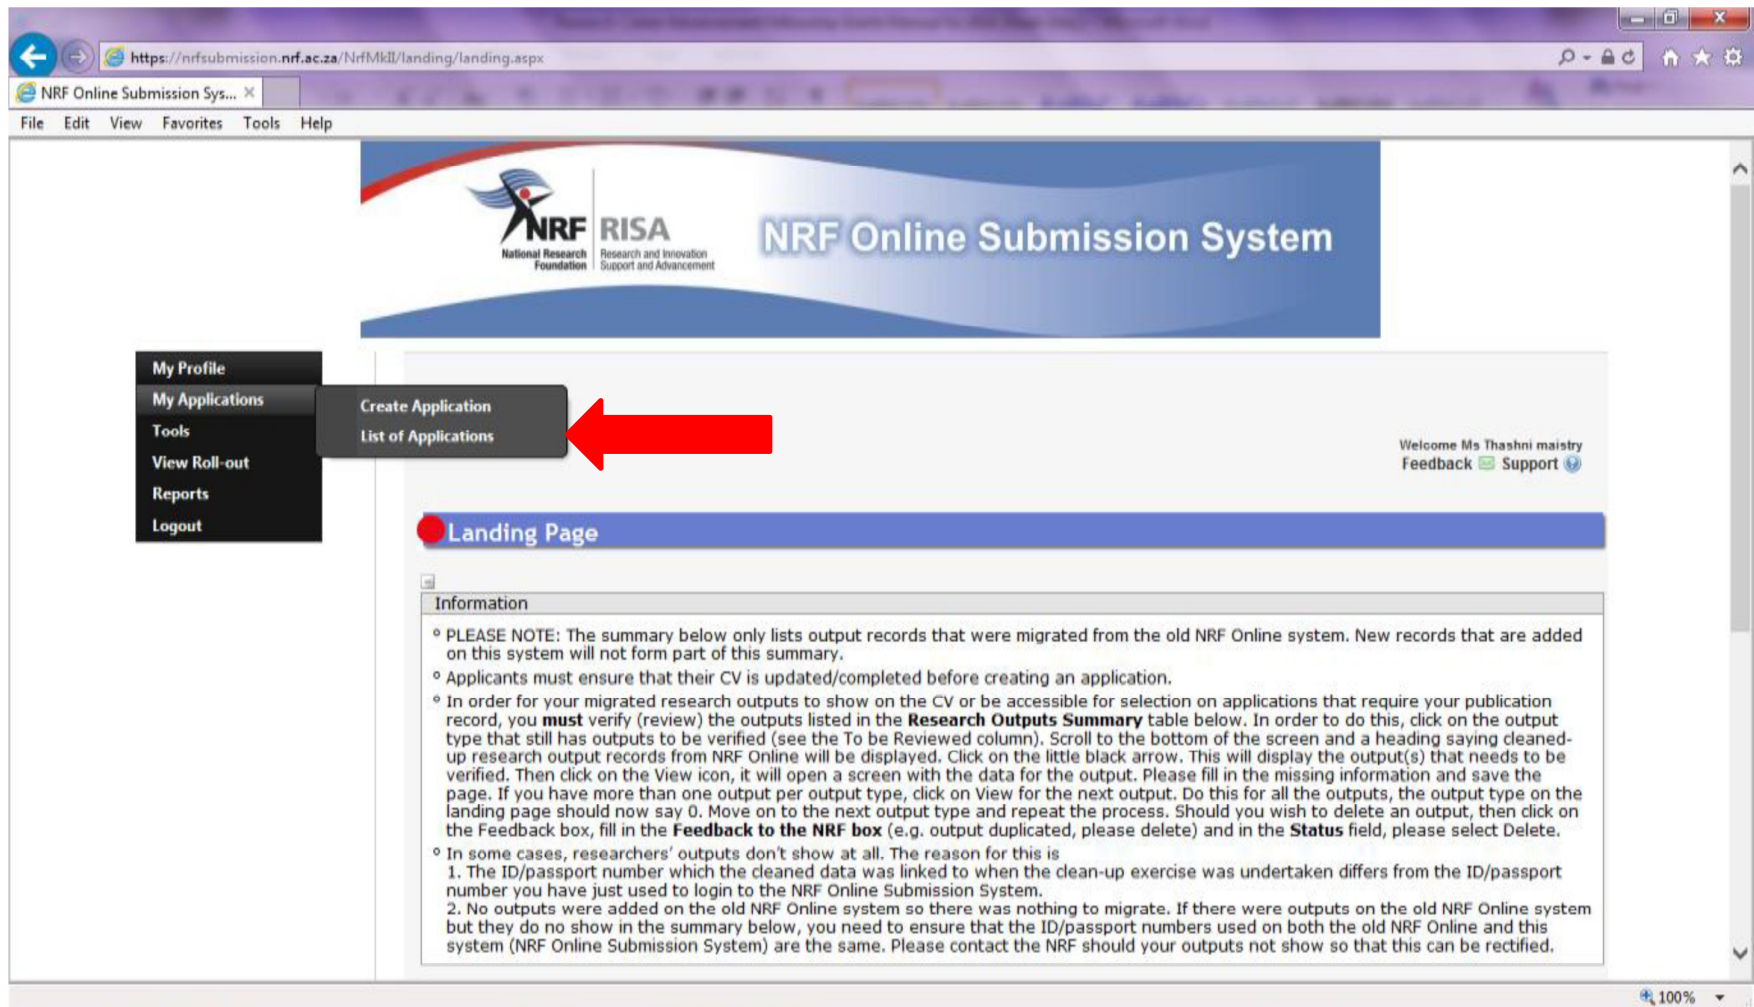 https://nrfsubmission.nrf.ac.za/NrfMkII/landing/landing.aspx
NRF Online Submission Sys...
File Edit View Favorites Tools Help
NRF RISA
National Research Foundation
Research and Innovation Support and Advancement
NRF Online Submission System
My Profile
My Applications
Tools
View Roll-out
Reports
Logout
Create Application
List of Applications
Welcome Ms Thashni maistry
Feedback Support
Landing Page
Information
° PLEASE NOTE: The summary below only lists output records that were migrated from the old NRF Online system. New records that are added
on this system will not form part of this summary.
° Applicants must ensure that their CV is updated/completed before creating an application.
° In order for your migrated research outputs to show on the CV or be accessible for selection on applications that require your publication
record, you must verify (review) the outputs listed in the Research Outputs Summary table below. In order to do this, click on the output
type that still has outputs to be verified (see the To be Reviewed column). Scroll to the bottom of the screen and a heading saying cleaned-
up research output records from NRF Online will be displayed. Click on the little black arrow. This will display the output(s) that needs to be
verified. Then click on the View icon, it will open a screen with the data for the output. Please fill in the missing information and save the
page. If you have more than one output per output type, click on View for the next output. Do this for all the outputs, the output type on the
landing page should now say 0. Move on to the next output type and repeat the process. Should you wish to delete an output, then click on
the Feedback box, fill in the Feedback to the NRF box (e.g. output duplicated, please delete) and in the Status field, please select Delete.
° In some cases, researchers' outputs don't show at all. The reason for this is
1. The ID/passport number which the cleaned data was linked to when the clean-up exercise was undertaken differs from the ID/passport
number you have just used to login to the NRF Online Submission System.
2. No outputs were added on the old NRF Online system so there was nothing to migrate. If there were outputs on the old NRF Online system
but they do no show in the summary below, you need to ensure that the ID/passport numbers used on both the old NRF Online and this
system (NRF Online Submission System) are the same. Please contact the NRF should your outputs not show so that this can be rectified.
100%